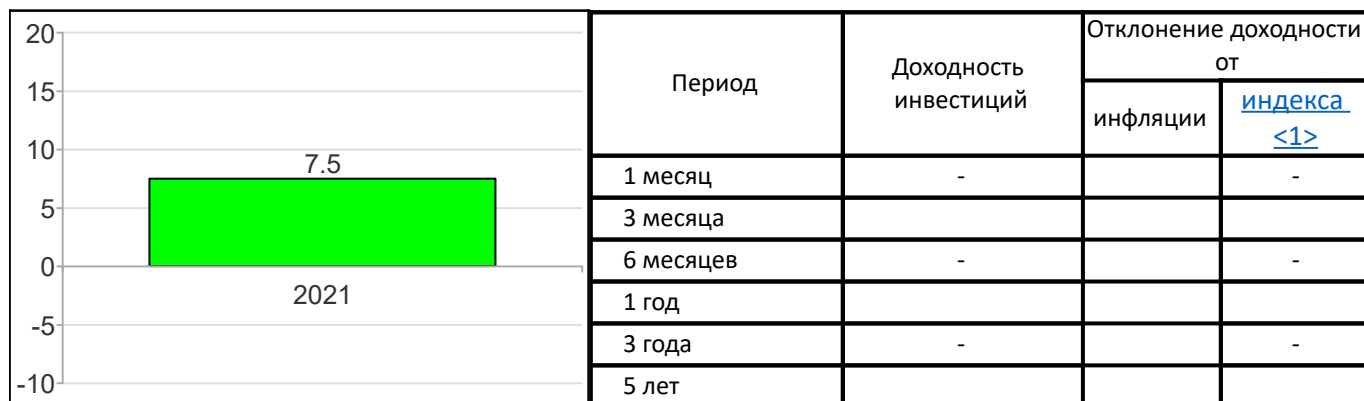 20
15
10
7.5
5
0
2021
-5
-10
Период
Доходность
инвестиций
Отклонение доходности
от
инфляции
индекса
<1>
1 месяц - -
3 месяца
6 месяцев - -
1 год
3 года - -
5 лет